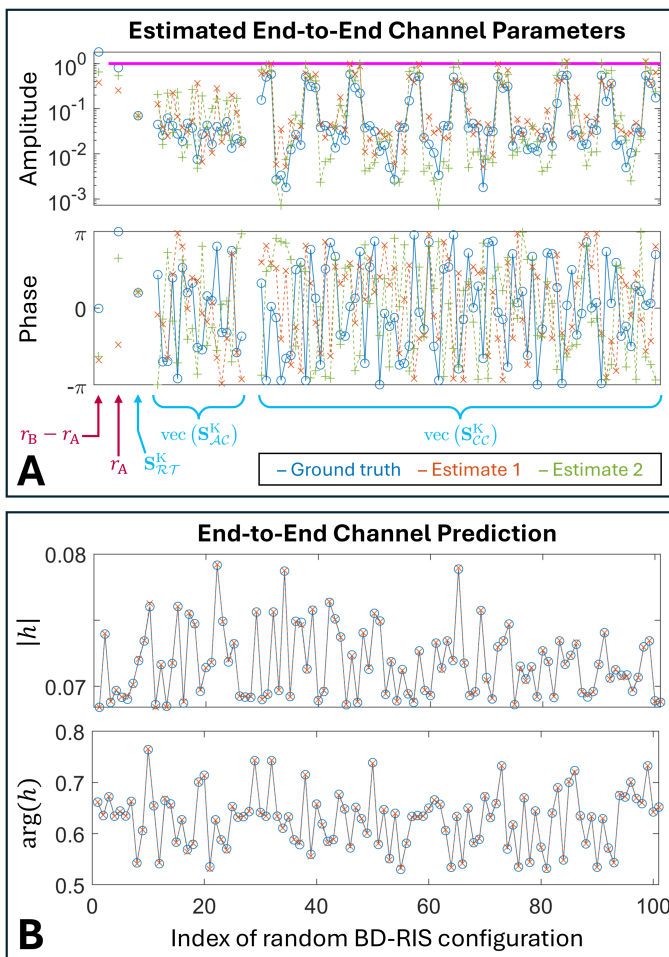 Estimated End-to-End Channel Parameters
Amplitude
10^0
10^-1
10^-2
10^-3
Phase
π
0
-π
r_B − r_A
r_A
S^K_RT
vec (S^K_AC)
vec (S^K_CC)
A
– Ground truth – Estimate 1 – Estimate 2
End-to-End Channel Prediction
|h|
0.08
0.07
arg(h)
0.8
0.7
0.6
0.5
0 20 40 60 80 100
Index of random BD-RIS configuration
B